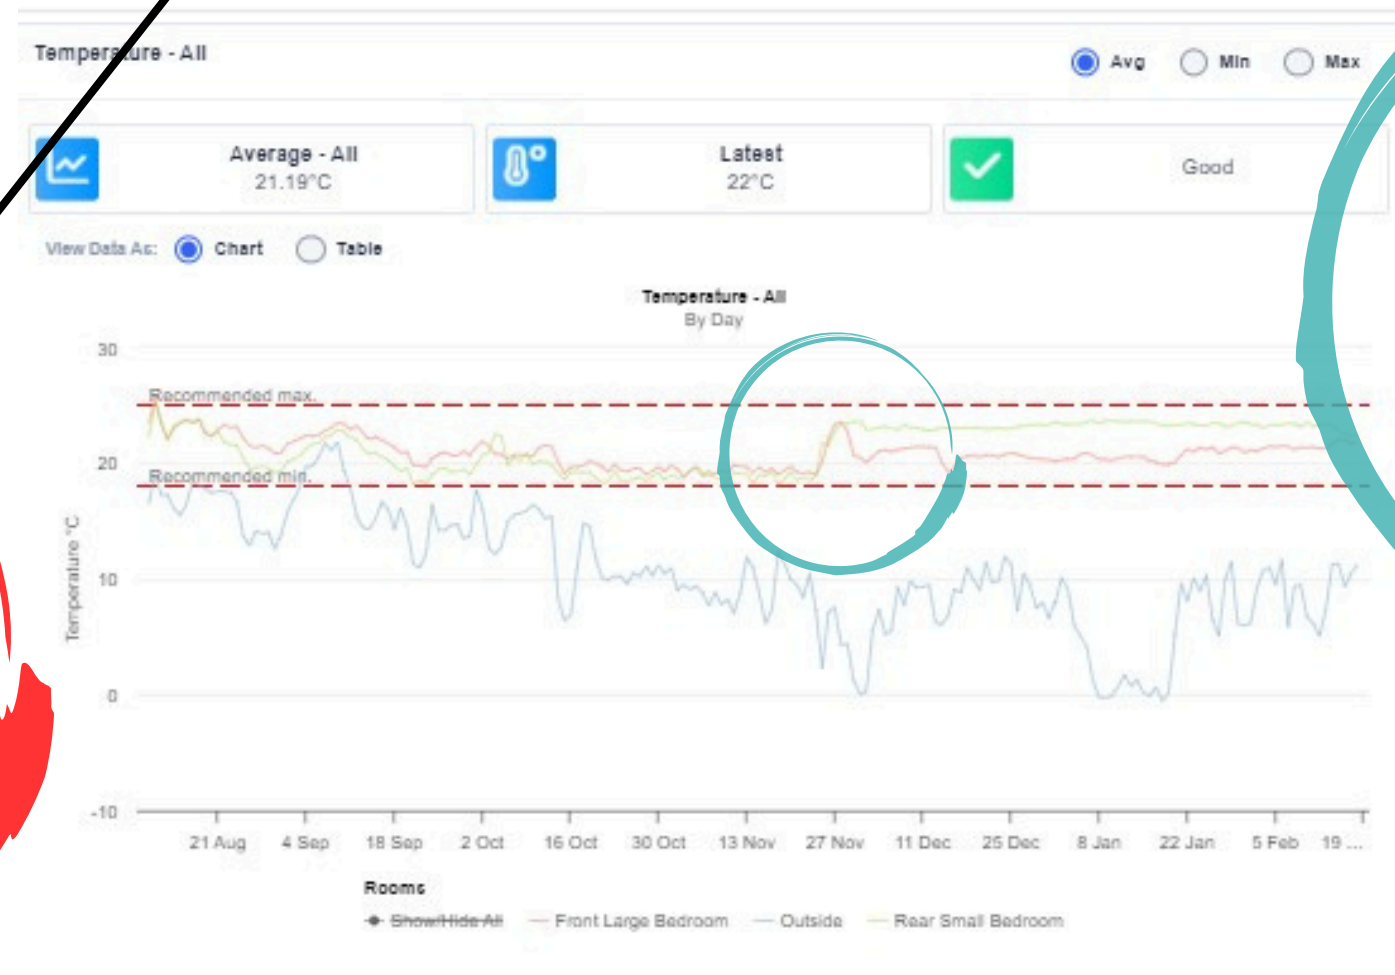 Temperature - All
Avg Min Max
Average - All
21.19°C
Latest
22°C
Good
View Data As: Chart Table
Temperature - All
By Day
30
Recommended max.
20
Recommended min.
10
0
-10
Temperature °C
21 Aug 4 Sep 18 Sep 2 Oct 16 Oct 30 Oct 13 Nov 27 Nov 11 Dec 25 Dec 8 Jan 22 Jan 5 Feb 19 ...
Rooms
Show/Hide All Front Large Bedroom Outside Rear Small Bedroom